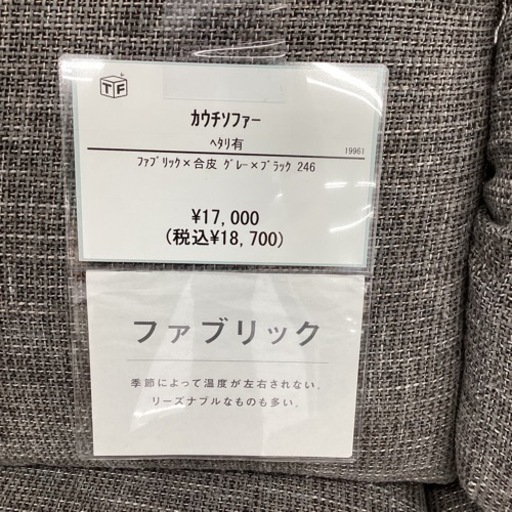 TF
カウチソファー
ヘタリ有
19961
ファブリック×合皮 グレー×ブラック 246
¥17,000
(税込¥18,700)
ファブリック
季節によって温度が左右されない。
リーズナブルなものも多い。